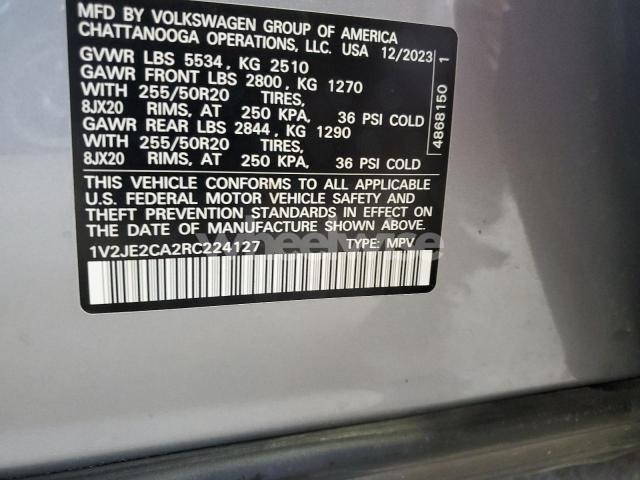 MFD BY VOLKSWAGEN GROUP OF AMERICA
CHATTANOOGA OPERATIONS, LLC. USA 12/2023
GVWR LBS 5534, KG 2510
GAWR FRONT LBS 2800, KG 1270
WITH 255/50R20 TIRES,
8JX20 RIMS, AT 250 KPA, 36 PSI COLD
GAWR REAR LBS 2844, KG 1290
WITH 255/50R20 TIRES,
8JX20 RIMS, AT 250 KPA, 36 PSI COLD
THIS VEHICLE CONFORMS TO ALL APPLICABLE
U.S. FEDERAL MOTOR VEHICLE SAFETY AND
THEFT PREVENTION STANDARDS IN EFFECT ON
THE DATE OF MANUFACTURE SHOWN ABOVE.
1V2JE2CA2RC224127 TYPE: MPV
4868150 1